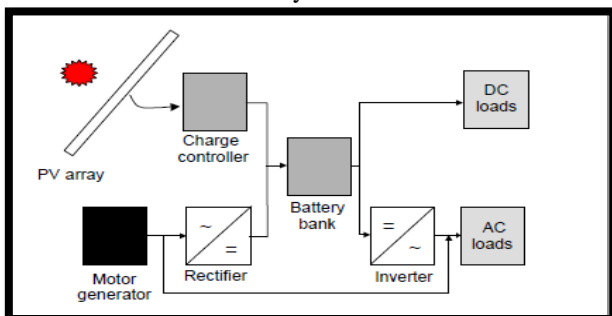 DC
loads
Charge
controller
PV array
Battery
bank
~
=
=
~
AC
loads
Motor
generator
Rectifier
Inverter